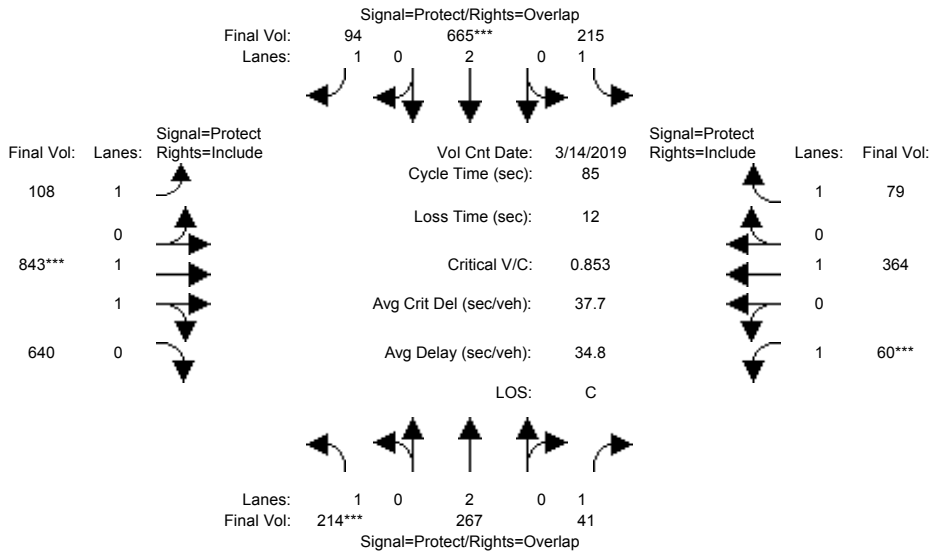 Signal=Protect/Rights=Overlap
Final Vol: 94 665*** 215
Lanes: 1 0 2 0 1
Signal=Protect Signal=Protect
Final Vol: Lanes: Rights=Include Vol Cnt Date: 3/14/2019 Rights=Include Lanes: Final Vol:
Cycle Time (sec): 85
108 1 1 79
Loss Time (sec): 12
0 0
843*** 1 Critical V/C: 0.853 1 364
1 Avg Crit Del (sec/veh): 37.7 0
640 0 Avg Delay (sec/veh): 34.8 1 60***
LOS: C
Lanes: 1 0 2 0 1
Final Vol: 214*** 267 41
Signal=Protect/Rights=Overlap